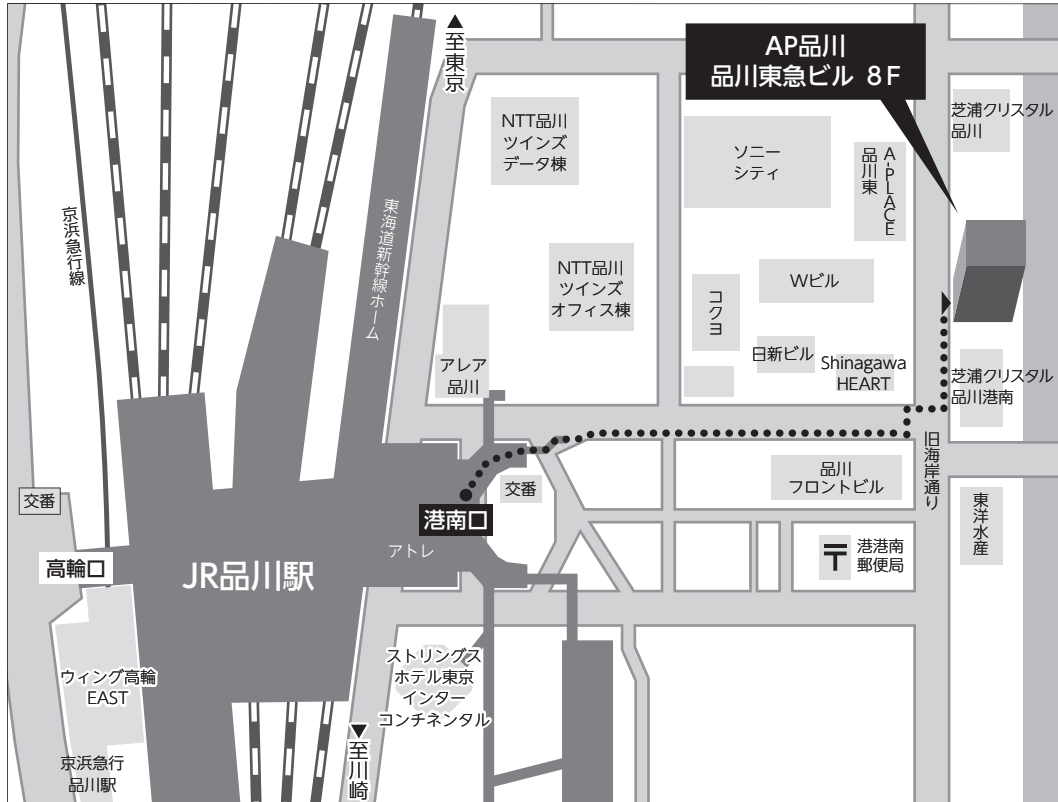 ▲至東京
AP品川
品川東急ビル 8F
芝浦クリスタル
品川
NTT品川
ツインズ
データ棟
ソニー
シティ
A-PLACE
品川東
京浜急行線
東海道新幹線ホーム
NTT品川
ツインズ
オフィス棟
Wビル
コクヨ
日新ビル
Shinagawa
HEART
アレア
品川
芝浦クリスタル
品川港南
旧海岸通り
品川
フロントビル
交番
交番
港南口
東洋水産
アトレ
〒
港港南
郵便局
高輪口
JR品川駅
ウィング高輪
EAST
ストリングス
ホテル東京
インター
コンチネンタル
▼至川崎
京浜急行
品川駅